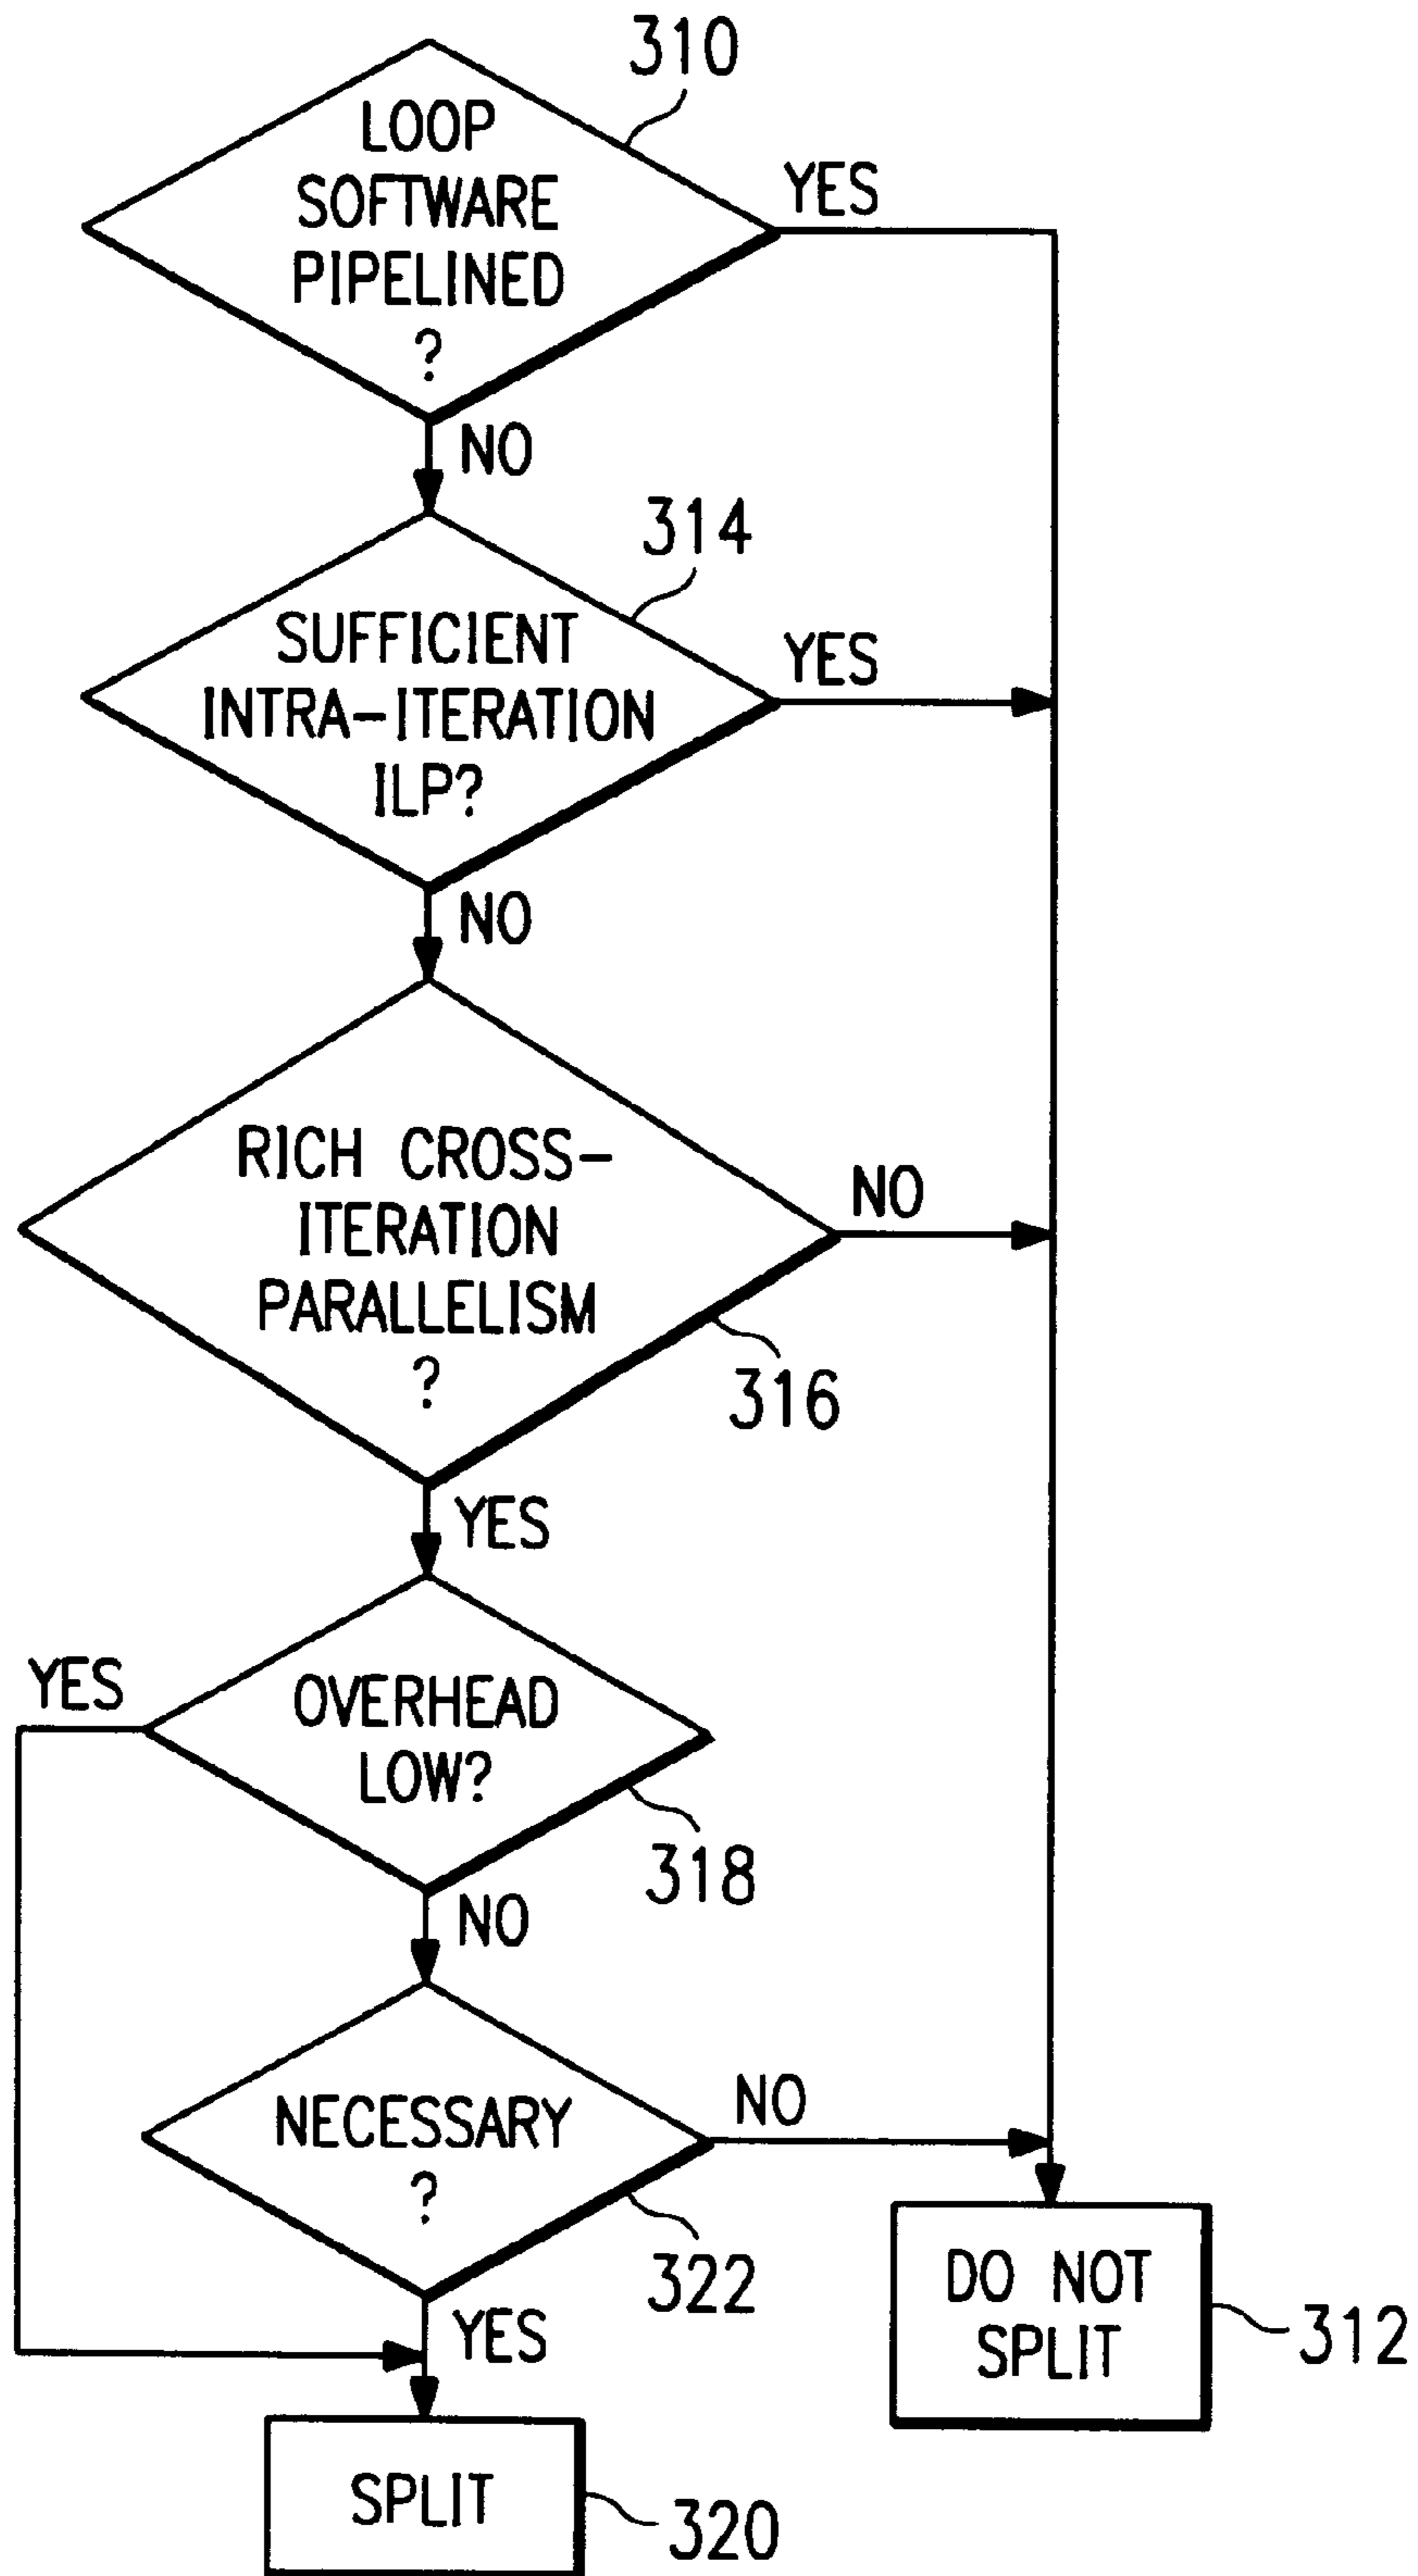 310
LOOP
SOFTWARE
PIPELINED
?
YES
NO
314
SUFFICIENT
INTRA-ITERATION
ILP?
YES
NO
RICH CROSS-
ITERATION
PARALLELISM
?
NO
316
YES
OVERHEAD
LOW?
YES
318
NO
NECESSARY
?
NO
322
YES
DO NOT
SPLIT
312
SPLIT
320